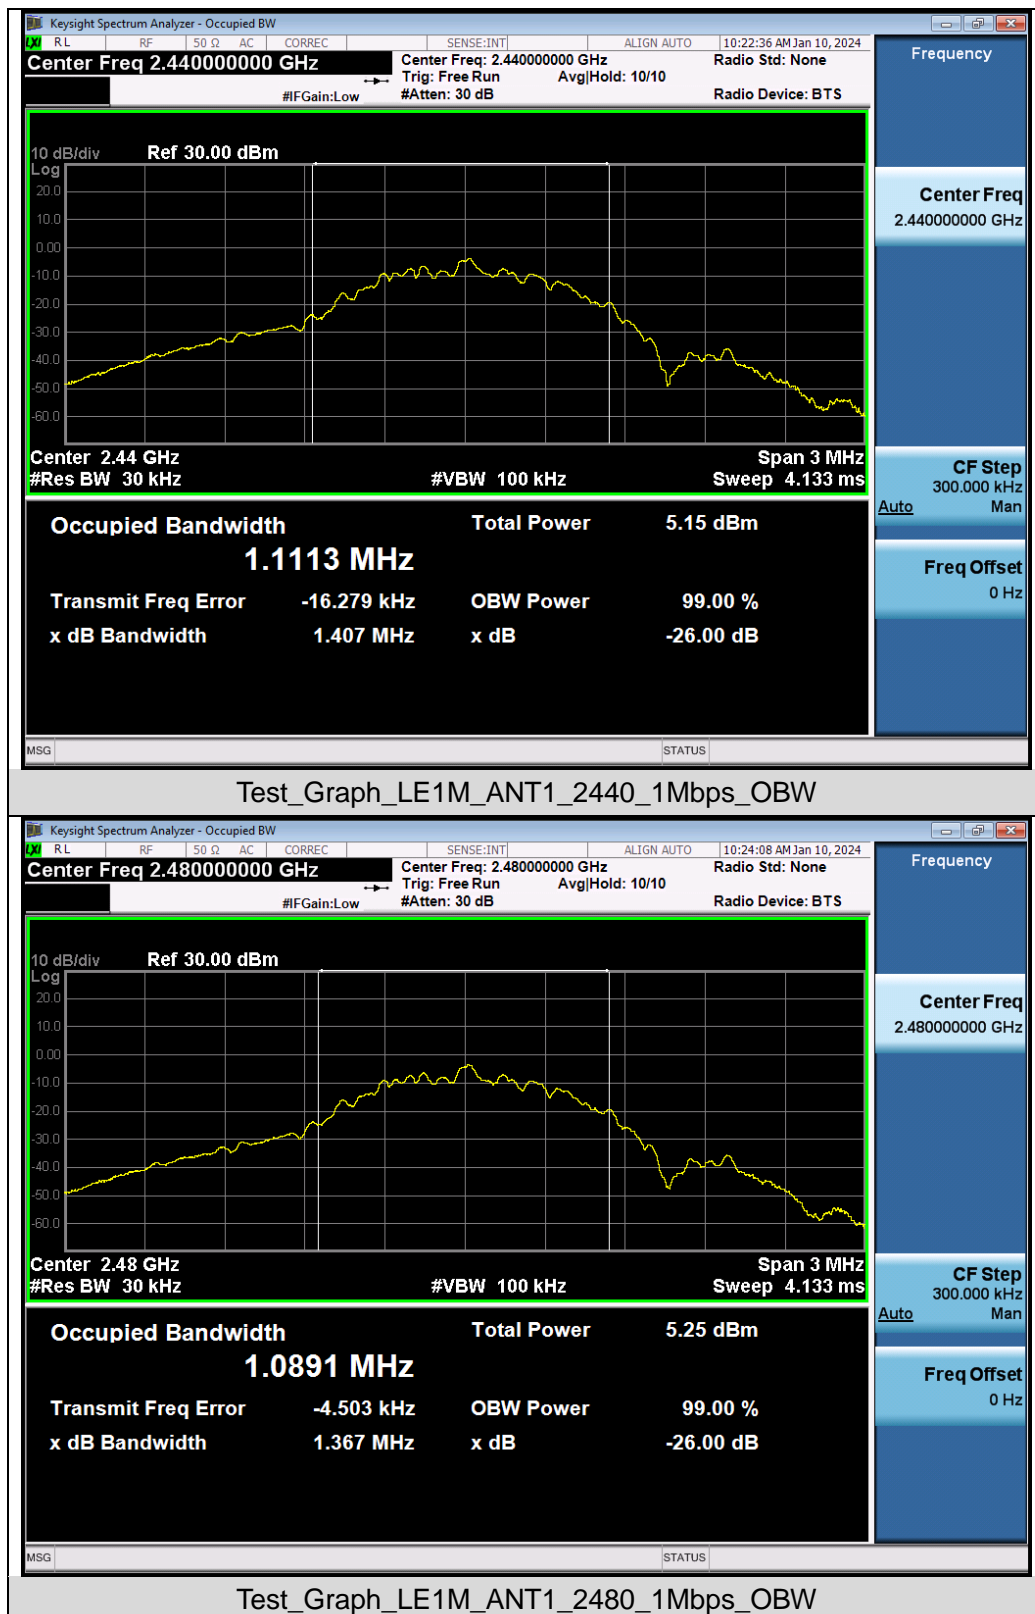 Keysight Spectrum Analyzer - Occupied BW
LXI RL RF 50 Ω AC CORREC SENSE:INT ALIGN AUTO 10:22:36 AM Jan 10, 2024
Center Freq 2.440000000 GHz
Center Freq: 2.440000000 GHz
Radio Std: None
Trig: Free Run Avg|Hold: 10/10
#IFGain:Low
#Atten: 30 dB
Radio Device: BTS
10 dB/div Ref 30.00 dBm
Log
20.0
10.0
0.00
-10.0
-20.0
-30.0
-40.0
-50.0
-60.0
Center 2.44 GHz
Span 3 MHz
#Res BW 30 kHz
#VBW 100 kHz
Sweep 4.133 ms
Occupied Bandwidth
1.1113 MHz
Total Power 5.15 dBm
Transmit Freq Error -16.279 kHz
OBW Power 99.00 %
x dB Bandwidth 1.407 MHz
x dB -26.00 dB
MSG
STATUS
Frequency
Center Freq
2.440000000 GHz
CF Step
300.000 kHz
Auto Man
Freq Offset
0 Hz
Test_Graph_LE1M_ANT1_2440_1Mbps_OBW
Keysight Spectrum Analyzer - Occupied BW
LXI RL RF 50 Ω AC CORREC SENSE:INT ALIGN AUTO 10:24:08 AM Jan 10, 2024
Center Freq 2.480000000 GHz
Center Freq: 2.480000000 GHz
Radio Std: None
Trig: Free Run Avg|Hold: 10/10
#IFGain:Low
#Atten: 30 dB
Radio Device: BTS
10 dB/div Ref 30.00 dBm
Log
20.0
10.0
0.00
-10.0
-20.0
-30.0
-40.0
-50.0
-60.0
Center 2.48 GHz
Span 3 MHz
#Res BW 30 kHz
#VBW 100 kHz
Sweep 4.133 ms
Occupied Bandwidth
1.0891 MHz
Total Power 5.25 dBm
Transmit Freq Error -4.503 kHz
OBW Power 99.00 %
x dB Bandwidth 1.367 MHz
x dB -26.00 dB
MSG
STATUS
Frequency
Center Freq
2.480000000 GHz
CF Step
300.000 kHz
Auto Man
Freq Offset
0 Hz
Test_Graph_LE1M_ANT1_2480_1Mbps_OBW